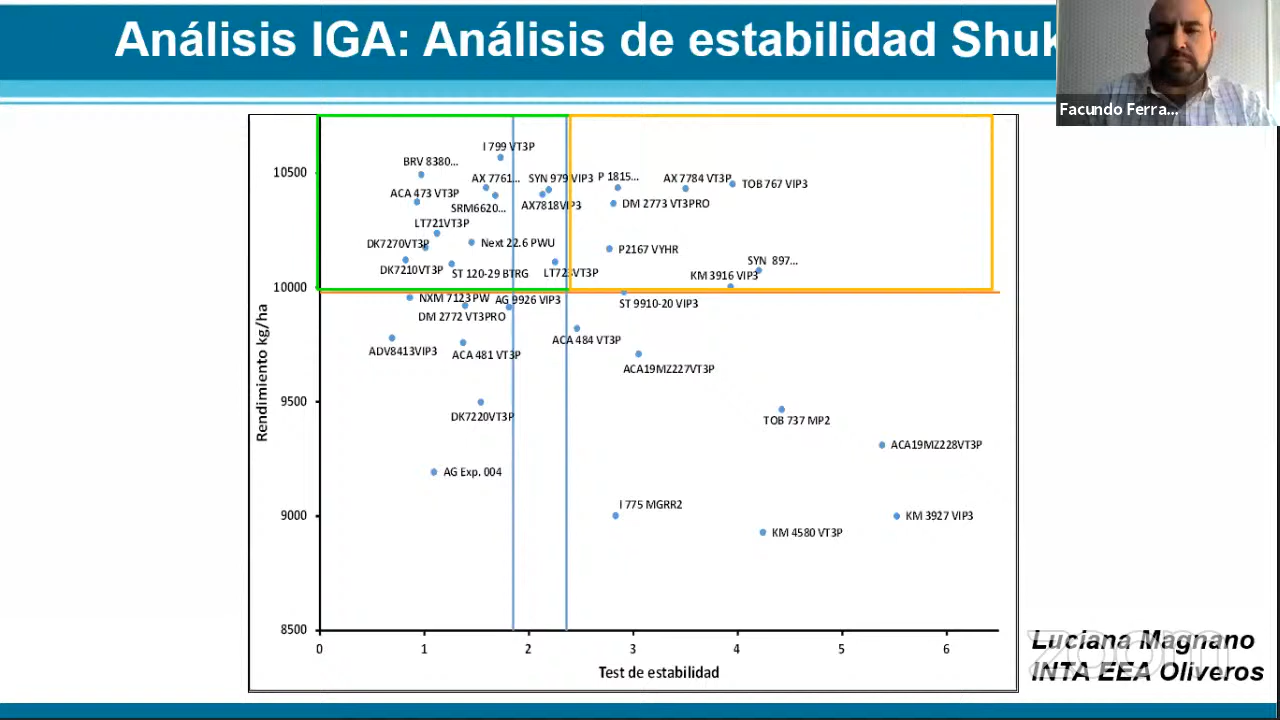 Análisis IGA: Análisis de estabilidad Shuk
Facundo Ferra...
Rendimiento kg/ha
10500
10000
9500
9000
8500
I 799 VT3P
BRV 8380...
AX 7761...
SYN 979 VIP3
P 1815...
AX 7784 VT3P
TOB 767 VIP3
ACA 473 VT3P
SRM6620...
AX7818VIP3
DM 2773 VT3PRO
LT721VT3P
DK7270VT3P
Next 22.6 PWU
P2167 VYHR
SYN 897...
DK7210VT3P
ST 120-29 BTRG
LT723VT3P
KM 3916 VIP3
NXM 7123PW
AG 9926 VIP3
ST 9910-20 VIP3
DM 2772 VT3PRO
ACA 484 VT3P
ADV8413VIP3
ACA 481 VT3P
ACA19MZ227VT3P
DK7220VT3P
TOB 737 MP2
ACA19MZ228VT3P
AG Exp. 004
I 775 MGRR2
KM 3927 VIP3
KM 4580 VT3P
0 1 2 3 4 5 6
Test de estabilidad
Luciana Magnano
INTA EEA Oliveros
zoom